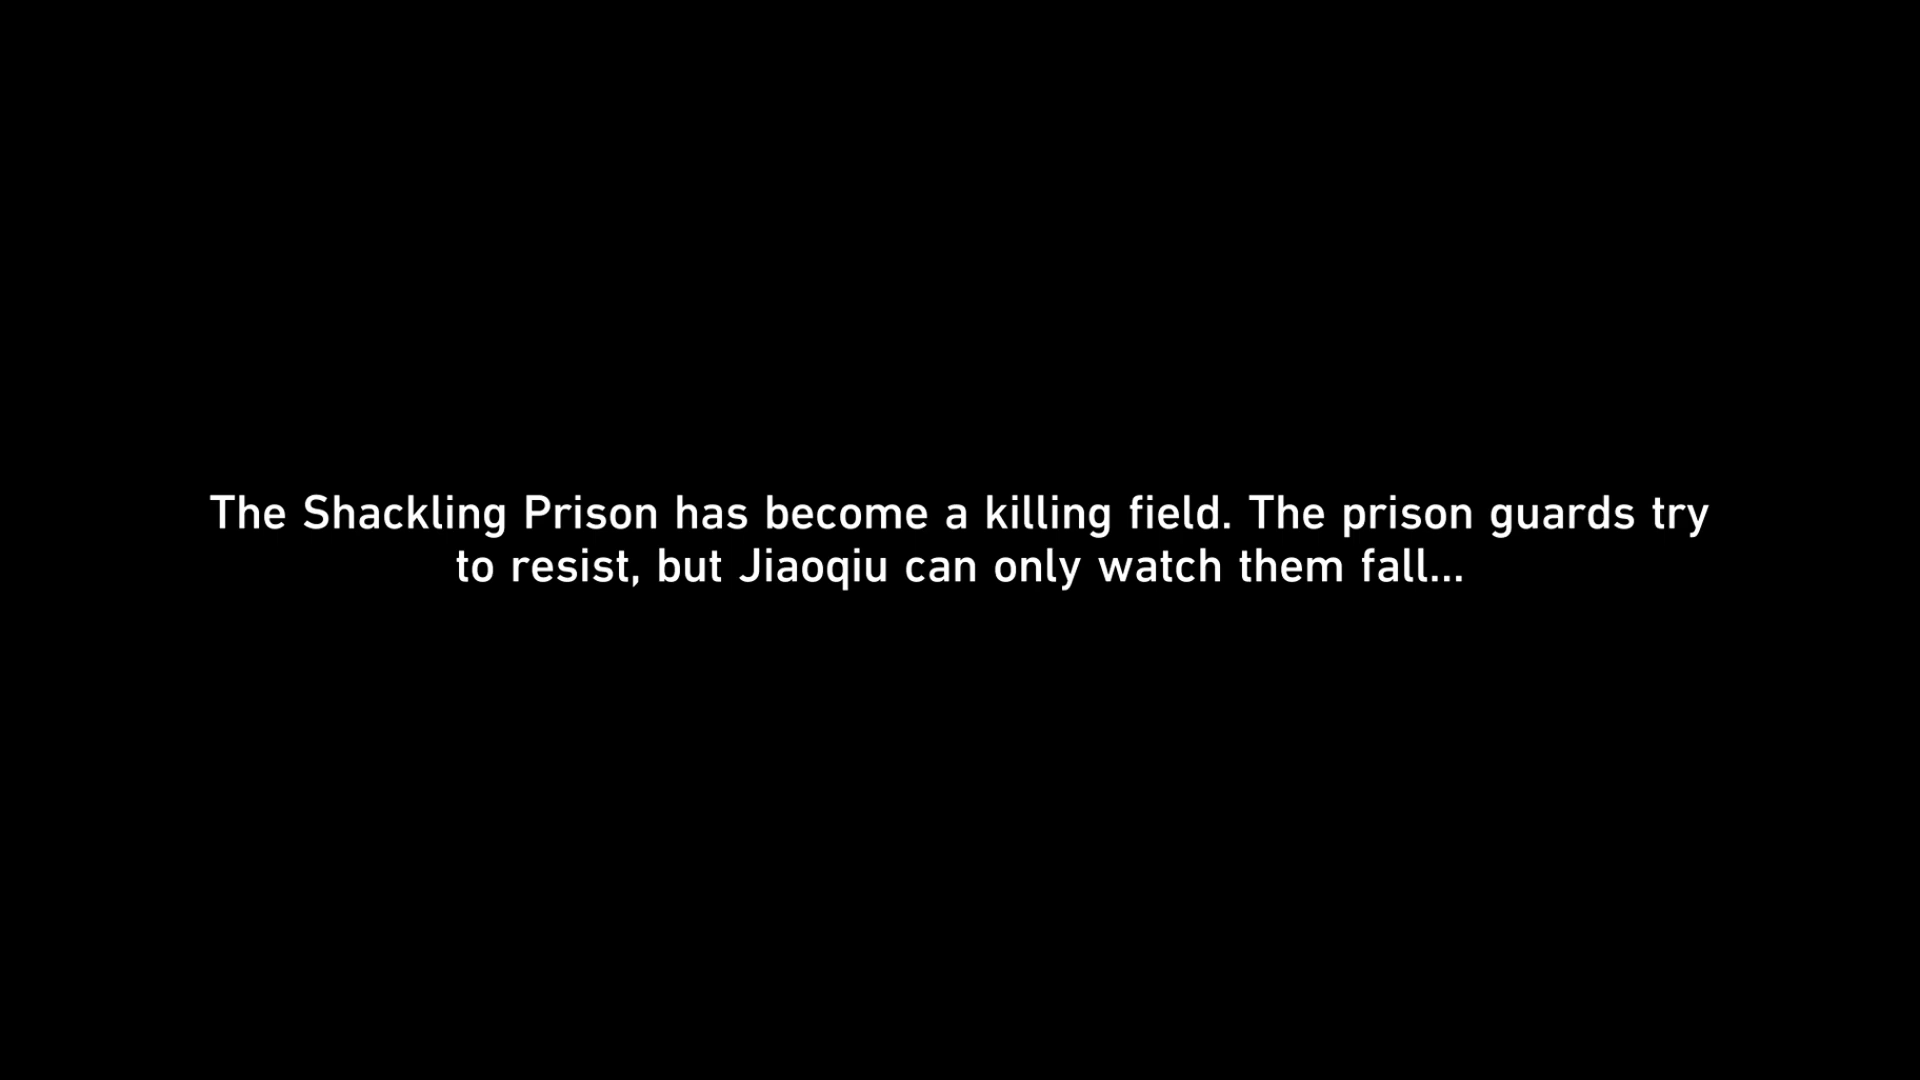 The Shackling Prison has become a killing field. The prison guards try
to resist, but Jiaoqiu can only watch them fall...